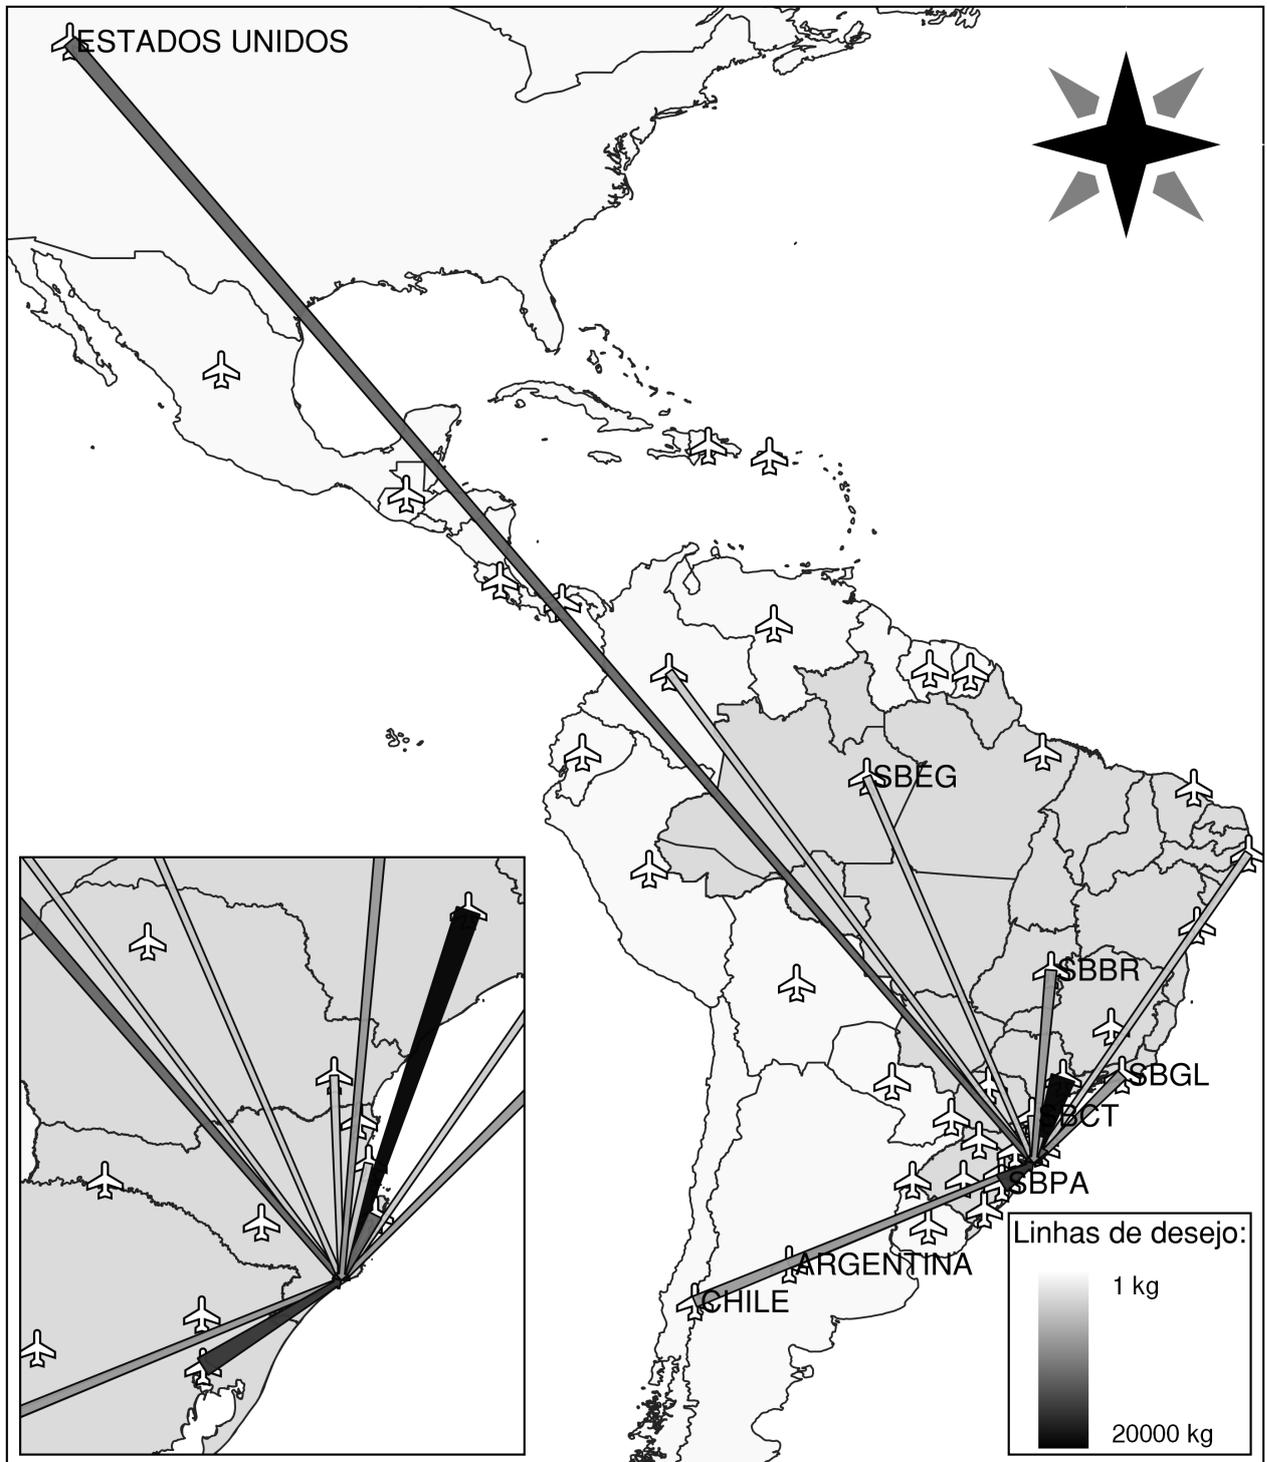 ESTADOS UNIDOS
SBEG
SBBR
SBGL
SBCT
SBPA
ARGENTINA
CHILE
Linhas de desejo:
1 kg
20000 kg